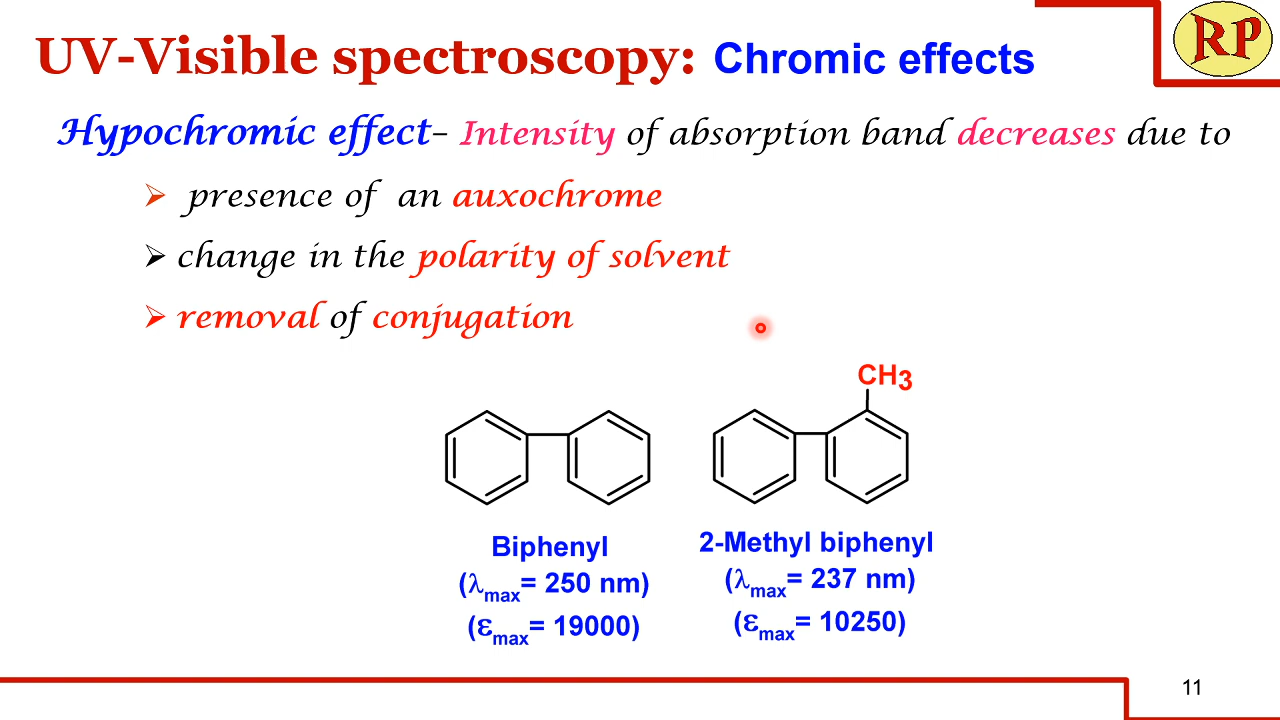 UV-Visible spectroscopy: Chromic effects
RP
Hypochromic effect– Intensity of absorption band decreases due to
➢ presence of an auxochrome
➢ change in the polarity of solvent
➢ removal of conjugation
CH3
Biphenyl
(λmax= 250 nm)
(εmax= 19000)
2-Methyl biphenyl
(λmax= 237 nm)
(εmax= 10250)
11